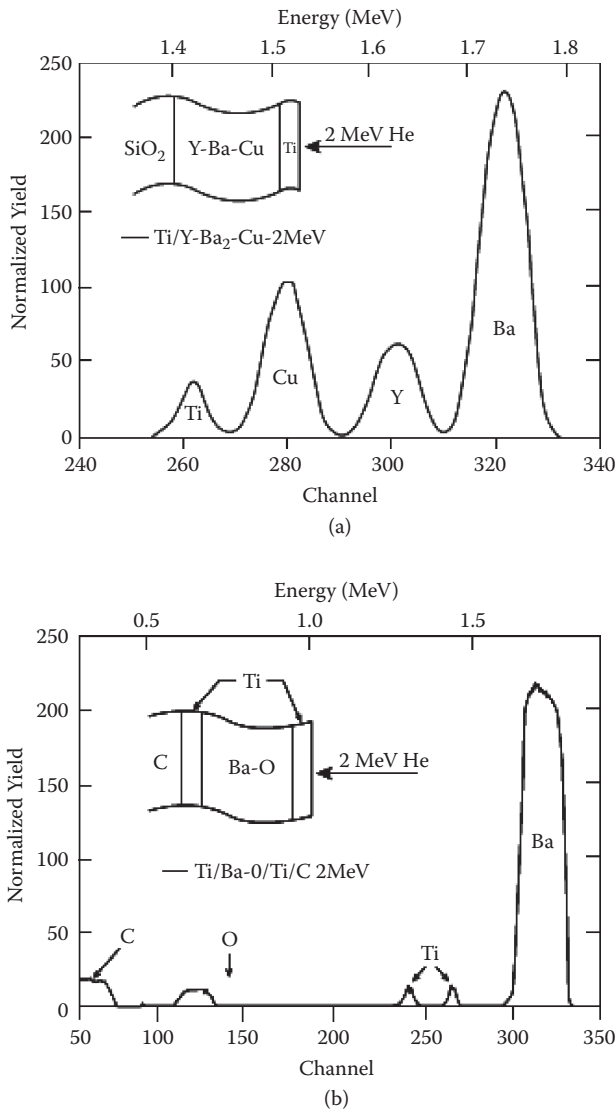 Energy (MeV)
1.4 1.5 1.6 1.7 1.8
250
200
150
100
50
0
Normalized Yield
SiO2 Y-Ba-Cu Ti 2 MeV He
Ti/Y-Ba2-Cu-2MeV
Ti Cu Y Ba
240 260 280 300 320 340
Channel
(a)
Energy (MeV)
0.5 1.0 1.5
250
200
150
100
50
0
Normalized Yield
Ti
C Ba-O 2 MeV He
Ti/Ba-0/Ti/C 2MeV
C O Ti Ba
50 100 150 200 250 300 350
Channel
(b)